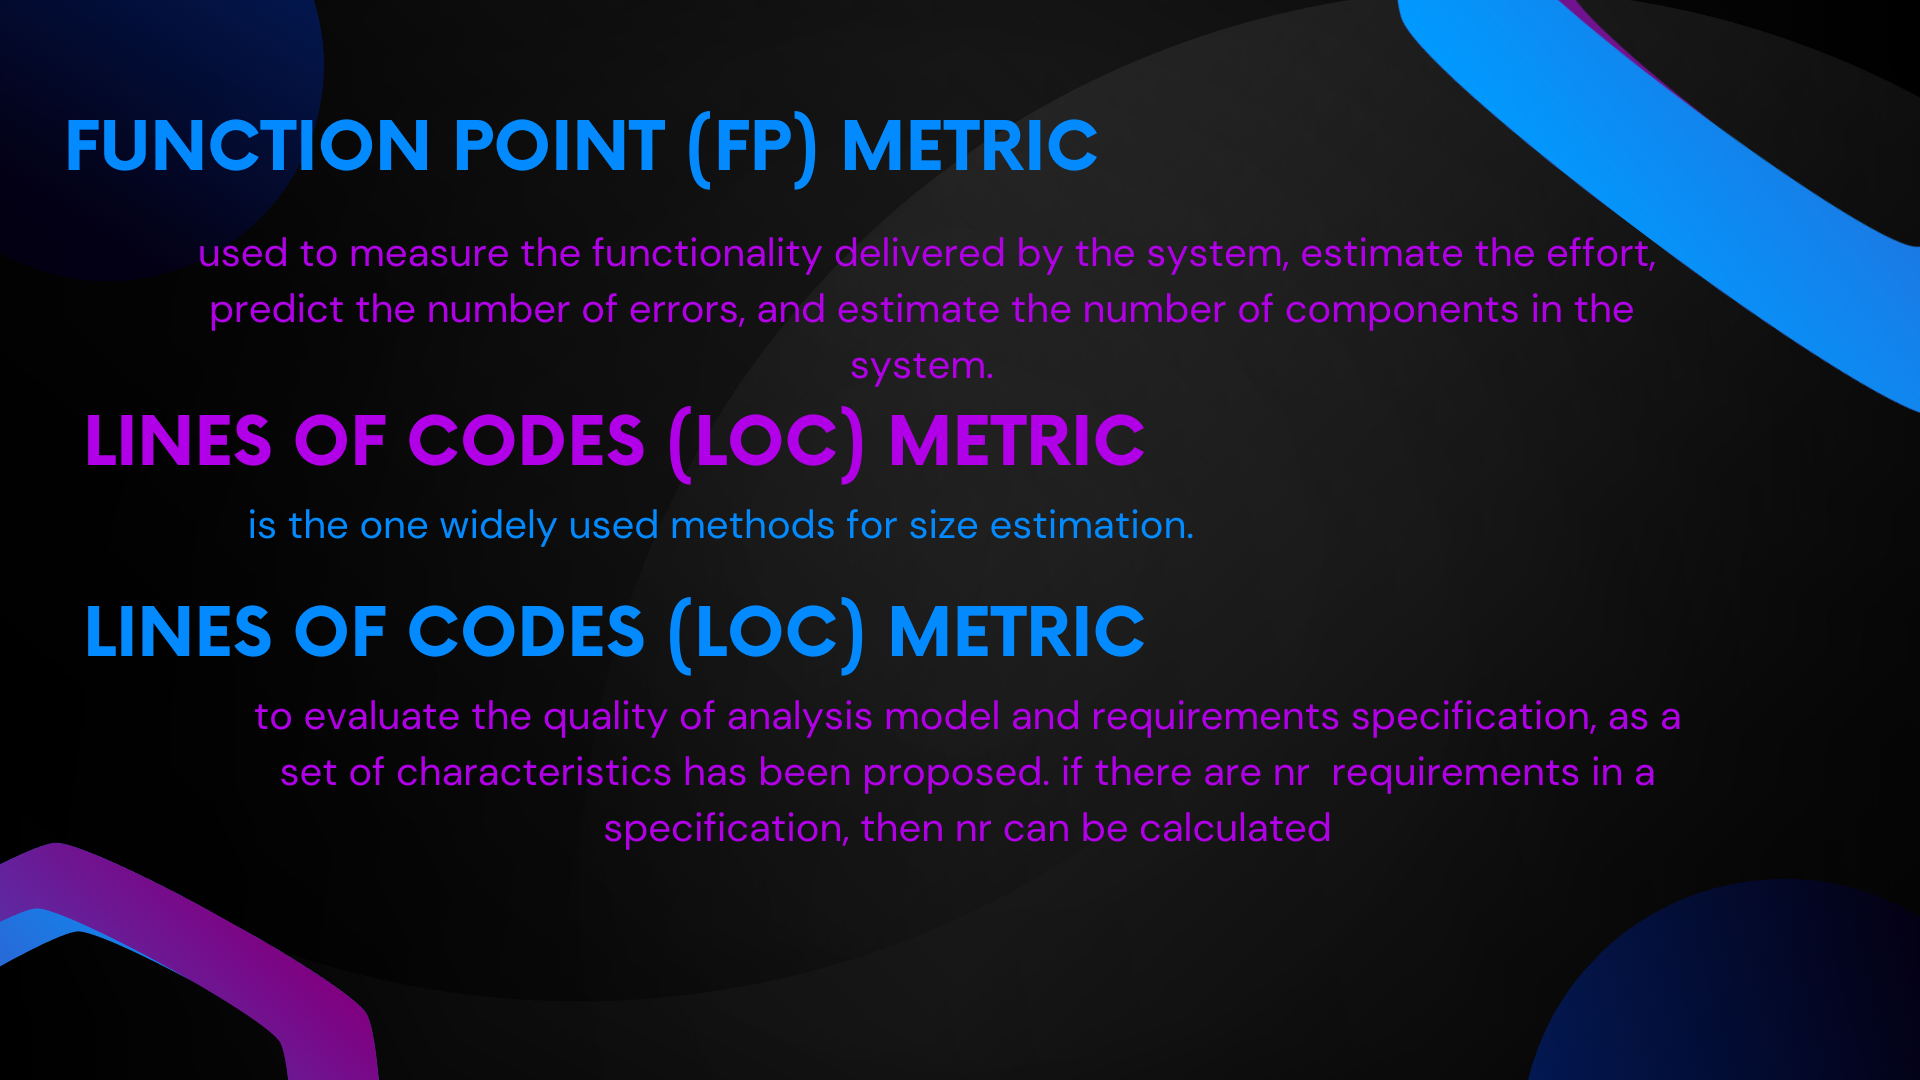 FUNCTION POINT (FP) METRIC
used to measure the functionality delivered by the system, estimate the effort,
predict the number of errors, and estimate the number of components in the
system.
LINES OF CODES (LOC) METRIC
is the one widely used methods for size estimation.
LINES OF CODES (LOC) METRIC
to evaluate the quality of analysis model and requirements specification, as a
set of characteristics has been proposed. if there are nr  requirements in a
specification, then nr can be calculated